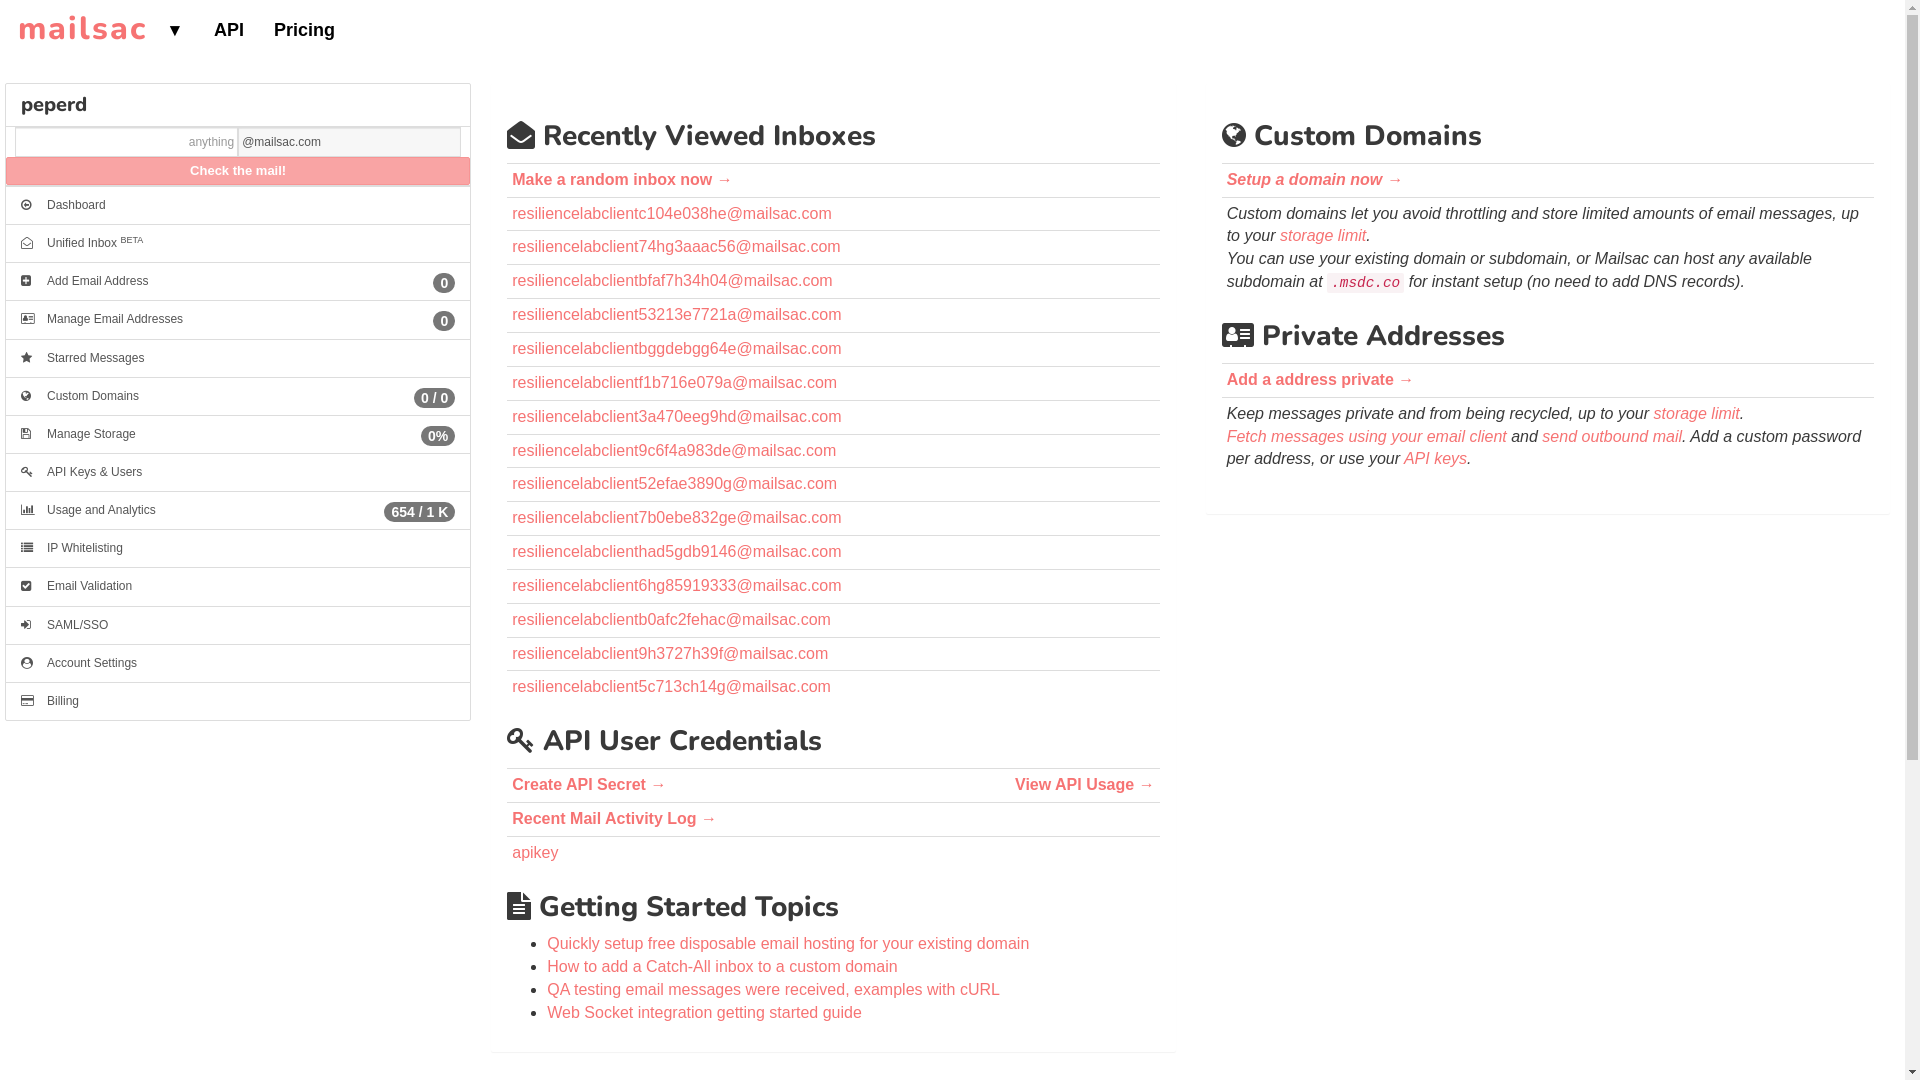 mailsac ▼ API Pricing
peperd
anything @mailsac.com
Check the mail!
Dashboard
Unified Inbox BETA
Add Email Address 0
Manage Email Addresses 0
Starred Messages
Custom Domains 0 / 0
Manage Storage 0%
API Keys & Users
Usage and Analytics 654 / 1 K
IP Whitelisting
Email Validation
SAML/SSO
Account Settings
Billing
Recently Viewed Inboxes
Make a random inbox now →
resiliencelabclientc104e038he@mailsac.com
resiliencelabclient74hg3aaac56@mailsac.com
resiliencelabclientbfaf7h34h04@mailsac.com
resiliencelabclient53213e7721a@mailsac.com
resiliencelabclientbggdebgg64e@mailsac.com
resiliencelabclientf1b716e079a@mailsac.com
resiliencelabclient3a470eeg9hd@mailsac.com
resiliencelabclient9c6f4a983de@mailsac.com
resiliencelabclient52efae3890g@mailsac.com
resiliencelabclient7b0ebe832ge@mailsac.com
resiliencelabclienthad5gdb9146@mailsac.com
resiliencelabclient6hg85919333@mailsac.com
resiliencelabclientb0afc2fehac@mailsac.com
resiliencelabclient9h3727h39f@mailsac.com
resiliencelabclient5c713ch14g@mailsac.com
API User Credentials
Create API Secret → View API Usage →
Recent Mail Activity Log →
apikey
Getting Started Topics
• Quickly setup free disposable email hosting for your existing domain
• How to add a Catch-All inbox to a custom domain
• QA testing email messages were received, examples with cURL
• Web Socket integration getting started guide
Custom Domains
Setup a domain now →
Custom domains let you avoid throttling and store limited amounts of email messages, up
to your storage limit.
You can use your existing domain or subdomain, or Mailsac can host any available
subdomain at .msdc.co for instant setup (no need to add DNS records).
Private Addresses
Add a address private →
Keep messages private and from being recycled, up to your storage limit.
Fetch messages using your email client and send outbound mail. Add a custom password
per address, or use your API keys.